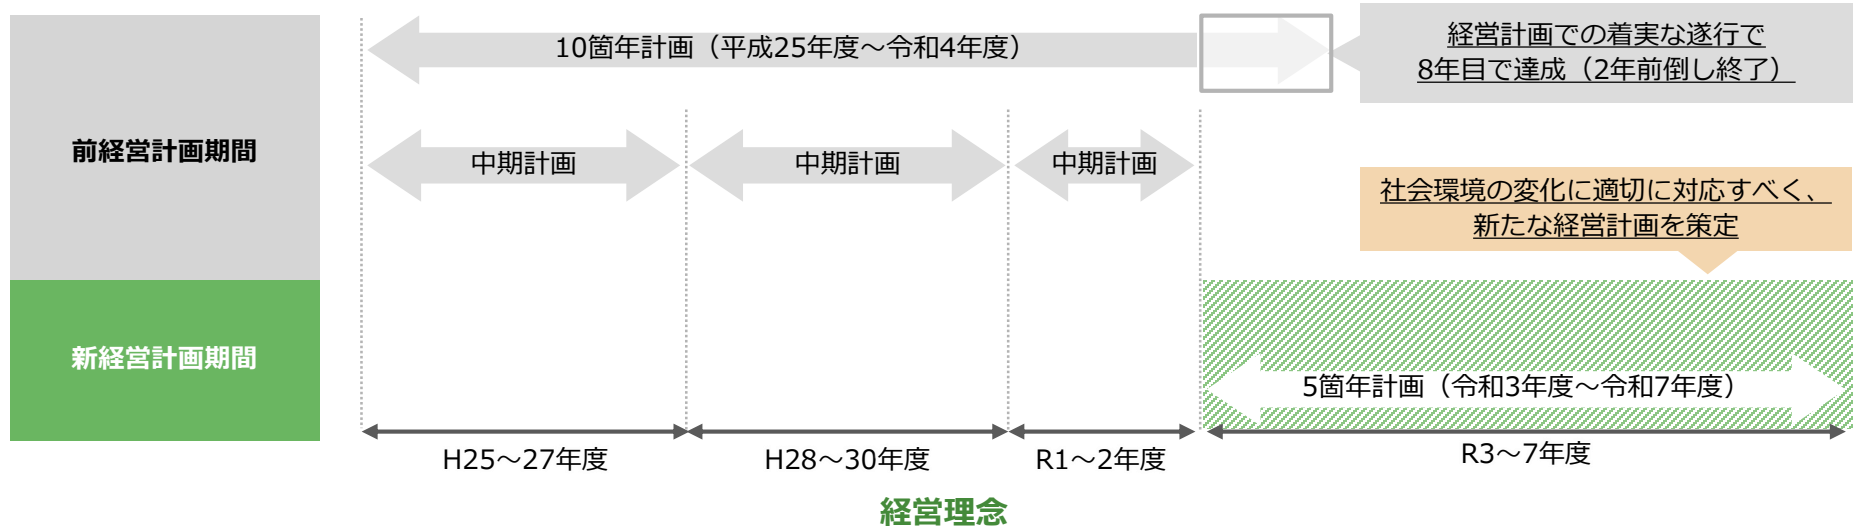 10箇年計画（平成25年度～令和4年度）
経営計画での着実な遂行で
8年目で達成（2年前倒し終了）
前経営計画期間
中期計画
中期計画
中期計画
社会環境の変化に適切に対応すべく、
新たな経営計画を策定
新経営計画期間
5箇年計画（令和3年度～令和7年度）
H25～27年度
H28～30年度
R1～2年度
R3～7年度
経営理念